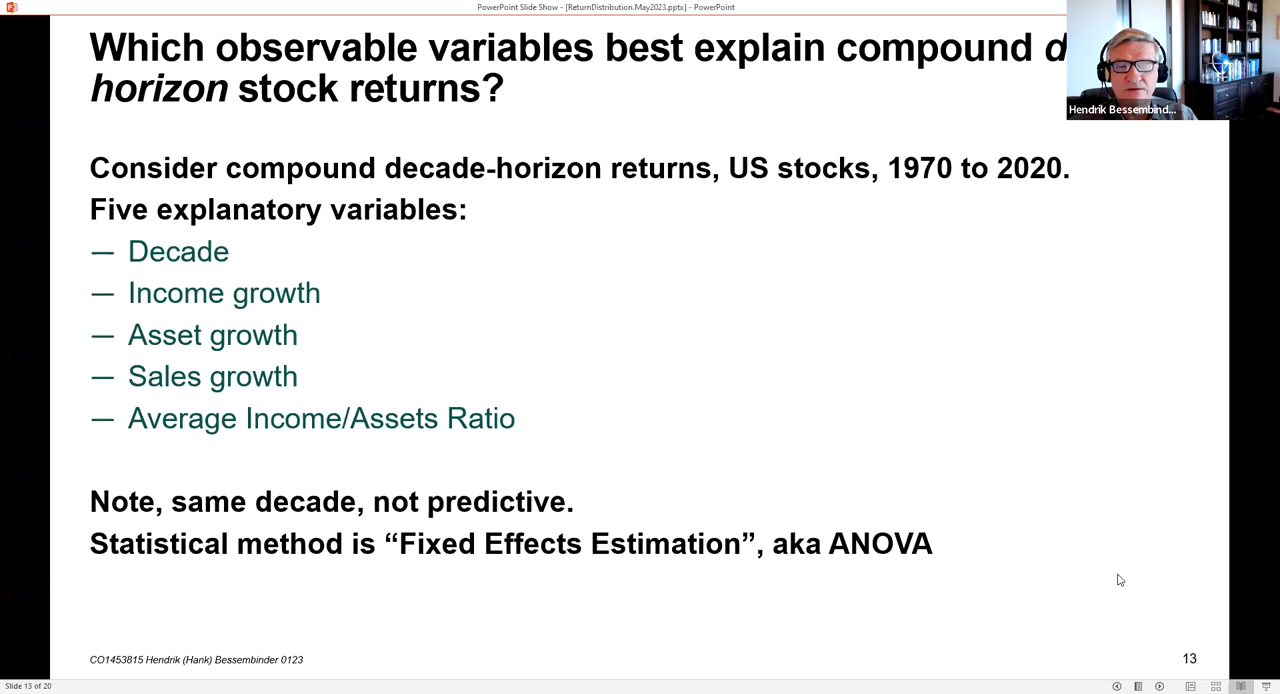 PowerPoint Slide Show - [ReturnDistribution.May2023.pptx] - PowerPoint
Which observable variables best explain compound d
horizon stock returns?
Hendrik Bessembind...
Consider compound decade-horizon returns, US stocks, 1970 to 2020.
Five explanatory variables:
— Decade
— Income growth
— Asset growth
— Sales growth
— Average Income/Assets Ratio
Note, same decade, not predictive.
Statistical method is “Fixed Effects Estimation”, aka ANOVA
CO1453815 Hendrik (Hank) Bessembinder 0123
13
Slide 13 of 20